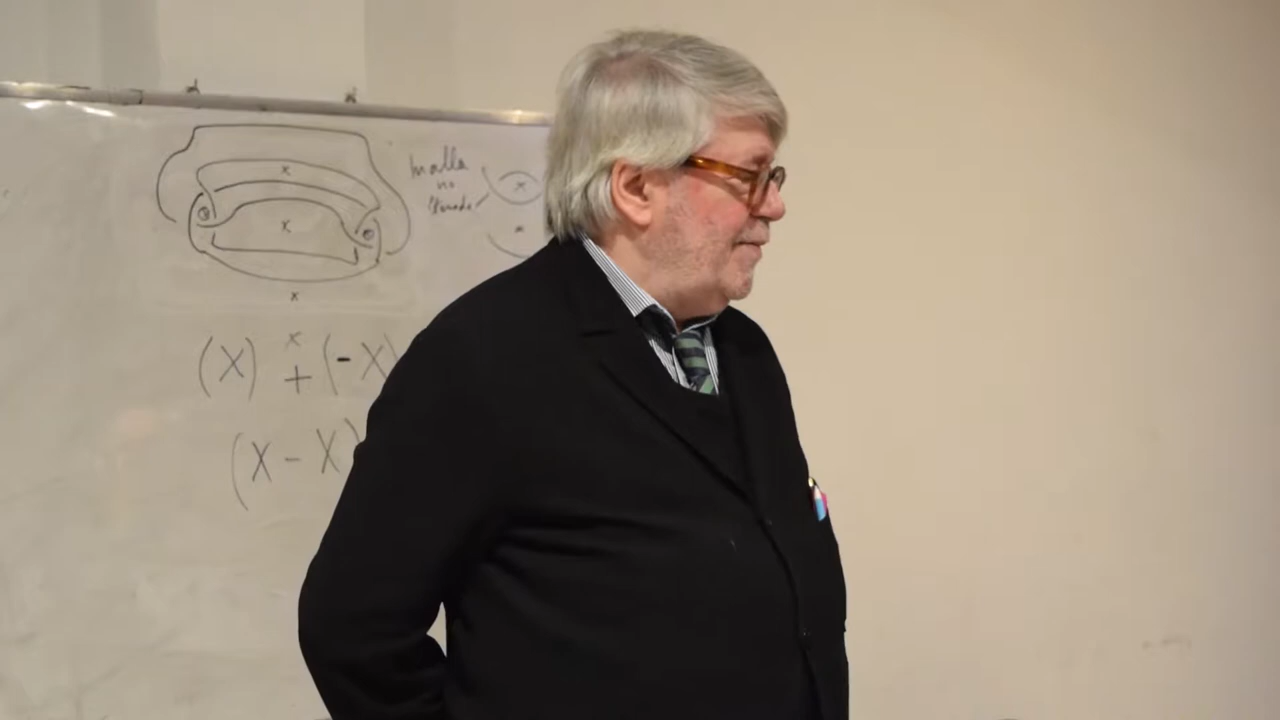 x
malla
no
x
x
x
x
(X) + (-X)
(X - X)